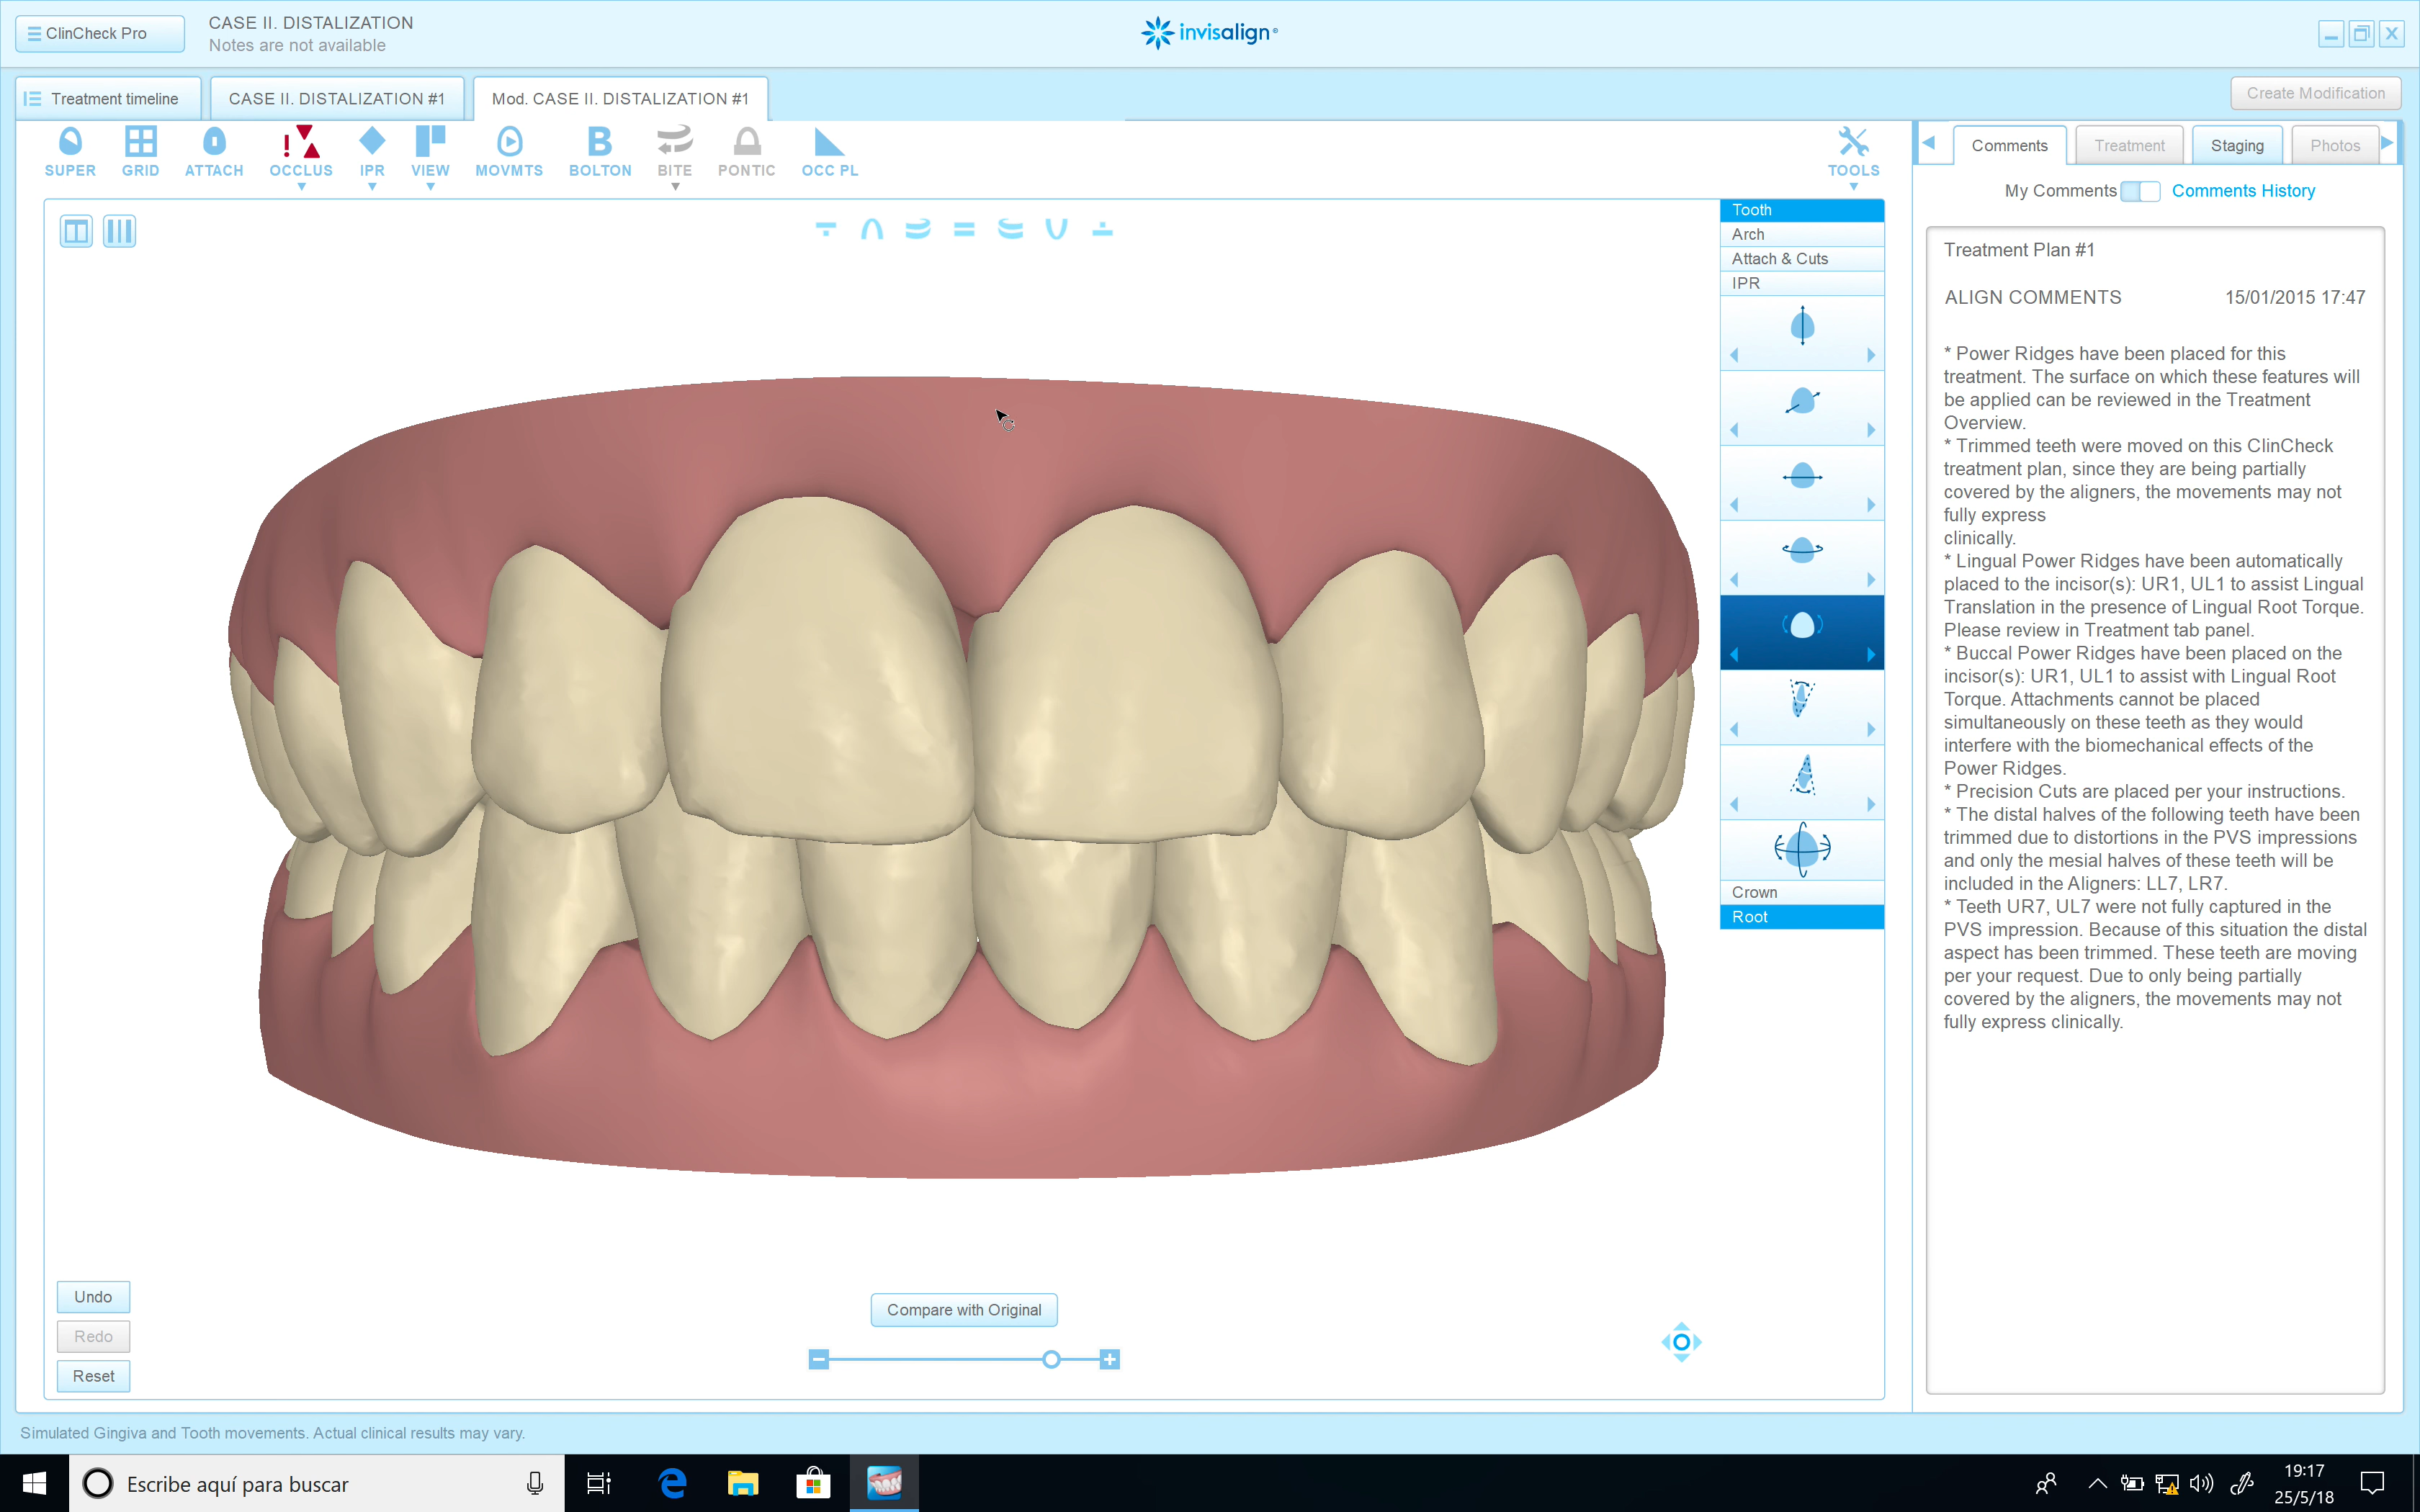 ClinCheck Pro
CASE II. DISTALIZATION
Notes are not available
invisalign®
Treatment timeline
CASE II. DISTALIZATION #1
Mod. CASE II. DISTALIZATION #1
Create Modification
SUPER
GRID
ATTACH
OCCLUS
IPR
VIEW
MOVMTS
B
BOLTON
BITE
PONTIC
OCC PL
TOOLS
Tooth
Arch
Attach & Cuts
IPR
Crown
Root
Comments
Treatment
Staging
Photos
My Comments
Comments History
Treatment Plan #1
ALIGN COMMENTS 15/01/2015 17:47
* Power Ridges have been placed for this
treatment. The surface on which these features will
be applied can be reviewed in the Treatment
Overview.
* Trimmed teeth were moved on this ClinCheck
treatment plan, since they are being partially
covered by the aligners, the movements may not
fully express
clinically.
* Lingual Power Ridges have been automatically
placed to the incisor(s): UR1, UL1 to assist Lingual
Translation in the presence of Lingual Root Torque.
Please review in Treatment tab panel.
* Buccal Power Ridges have been placed on the
incisor(s): UR1, UL1 to assist with Lingual Root
Torque. Attachments cannot be placed
simultaneously on these teeth as they would
interfere with the biomechanical effects of the
Power Ridges.
* Precision Cuts are placed per your instructions.
* The distal halves of the following teeth have been
trimmed due to distortions in the PVS impressions
and only the mesial halves of these teeth will be
included in the Aligners: LL7, LR7.
* Teeth UR7, UL7 were not fully captured in the
PVS impression. Because of this situation the distal
aspect has been trimmed. These teeth are moving
per your request. Due to only being partially
covered by the aligners, the movements may not
fully express clinically.
Undo
Redo
Reset
Compare with Original
Simulated Gingiva and Tooth movements. Actual clinical results may vary.
Escribe aquí para buscar
19:17
25/5/18